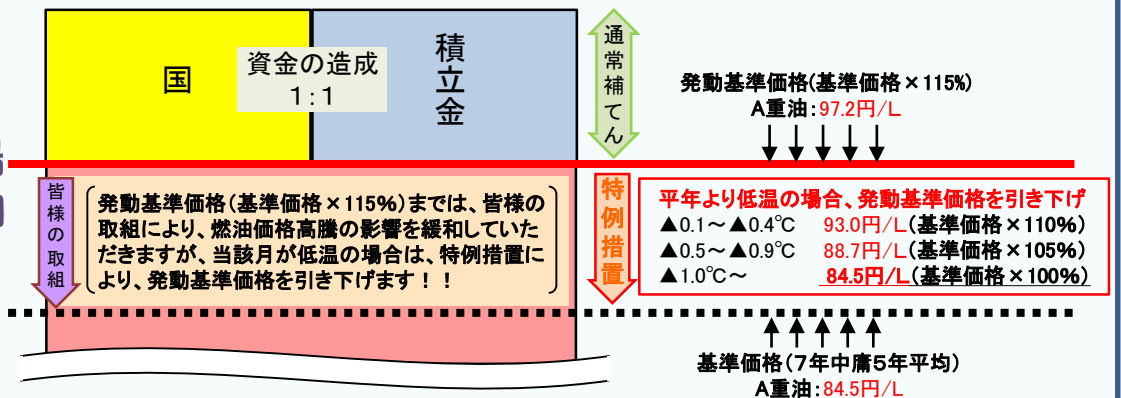 国
資金の造成
1:1
積立金
通常補てん
発動基準価格(基準価格×115%)
A重油:97.2円/L
皆様の取組
発動基準価格(基準価格×115%)までは、皆様の
取組により、燃油価格高騰の影響を緩和していた
だきますが、当該月が低温の場合は、特例措置に
より、発動基準価格を引き下げます!!
特例措置
平年より低温の場合、発動基準価格を引き下げ
▲0.1~▲0.4℃ 93.0円/L(基準価格×110%)
▲0.5~▲0.9℃ 88.7円/L(基準価格×105%)
▲1.0℃~ 84.5円/L(基準価格×100%)
基準価格(7年中庸5年平均)
A重油:84.5円/L